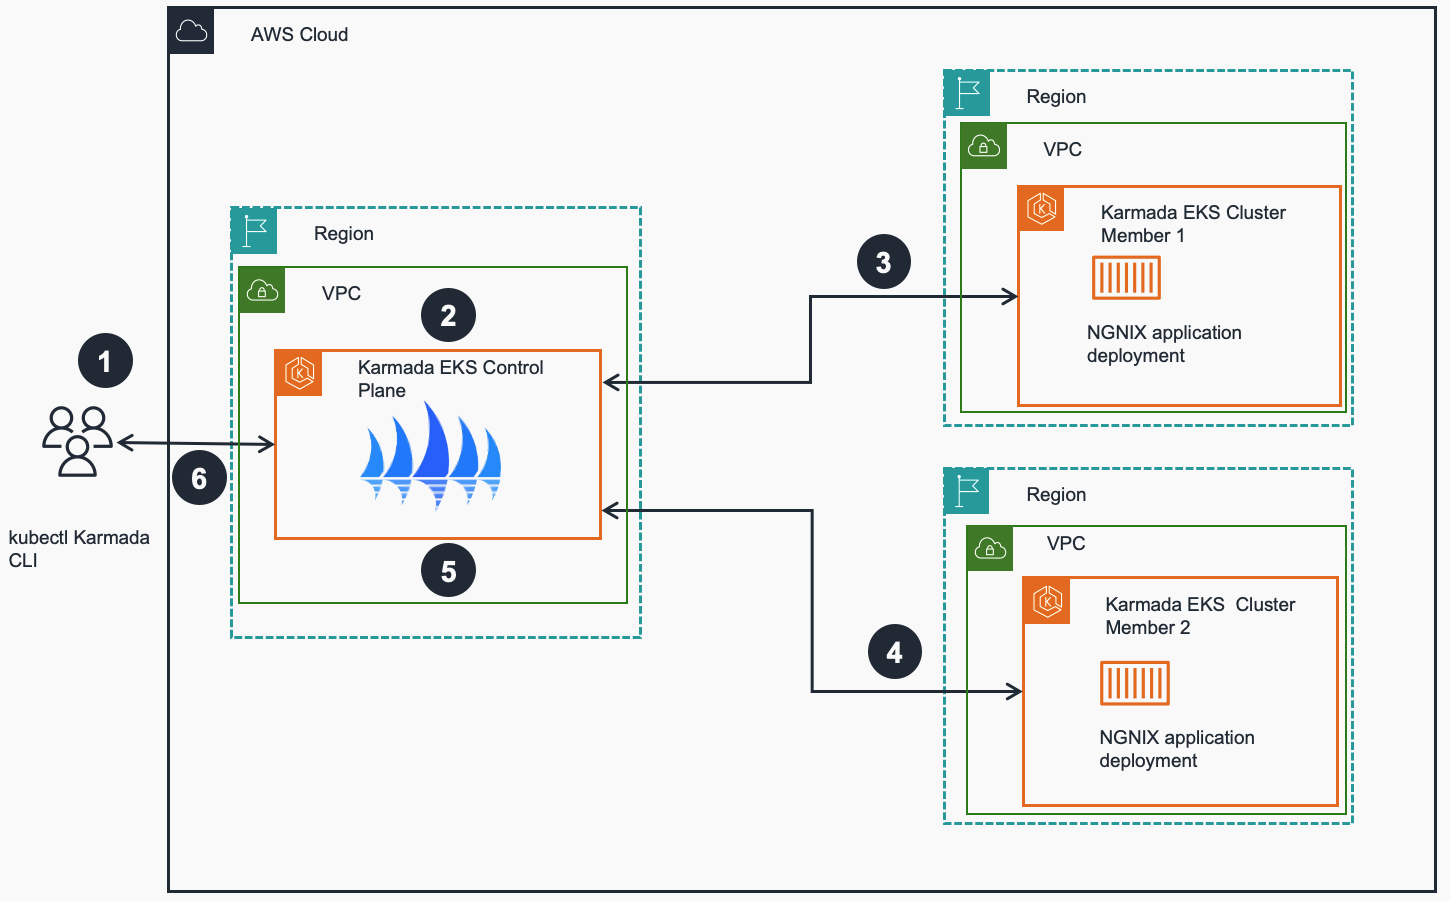 AWS Cloud
Region
VPC
Karmada EKS Cluster
Member 1
NGNIX application
deployment
3
Region
VPC
2
Karmada EKS Control
Plane
5
1
6
kubectl Karmada
CLI
4
Region
VPC
Karmada EKS  Cluster
Member 2
NGNIX application
deployment